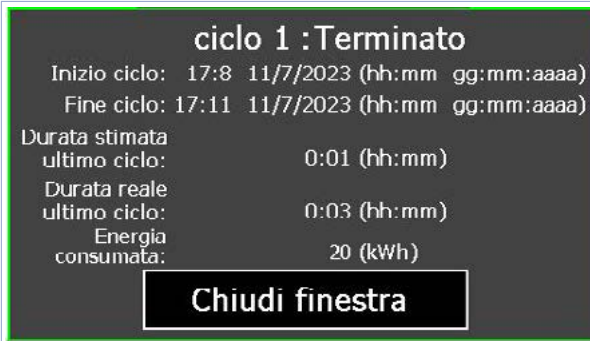 ciclo 1 : Terminato
Inizio ciclo: 17:8 11/7/2023 (hh:mm gg:mm:aaaa)
Fine ciclo: 17:11 11/7/2023 (hh:mm gg:mm:aaaa)
Durata stimata
ultimo ciclo: 0:01 (hh:mm)
Durata reale
ultimo ciclo: 0:03 (hh:mm)
Energia
consumata: 20 (kWh)
Chiudi finestra